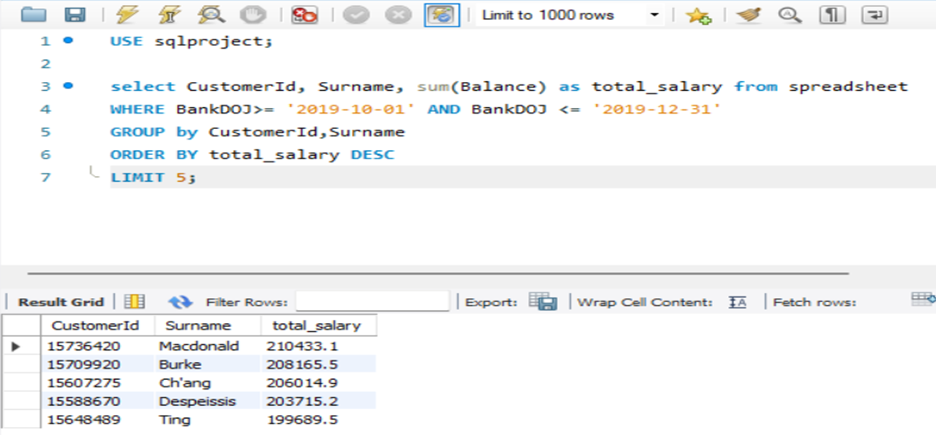 Limit to 1000 rows
1 USE sqlproject;
2
3 select CustomerId, Surname, sum(Balance) as total_salary from spreadsheet
4 WHERE BankDOJ>= '2019-10-01' AND BankDOJ <= '2019-12-31'
5 GROUP by CustomerId,Surname
6 ORDER BY total_salary DESC
7 LIMIT 5;
Result Grid Filter Rows: Export: Wrap Cell Content: IA Fetch rows:
CustomerId Surname total_salary
15736420 Macdonald 210433.1
15709920 Burke 208165.5
15607275 Ch'ang 206014.9
15588670 Despeissis 203715.2
15648489 Ting 199689.5